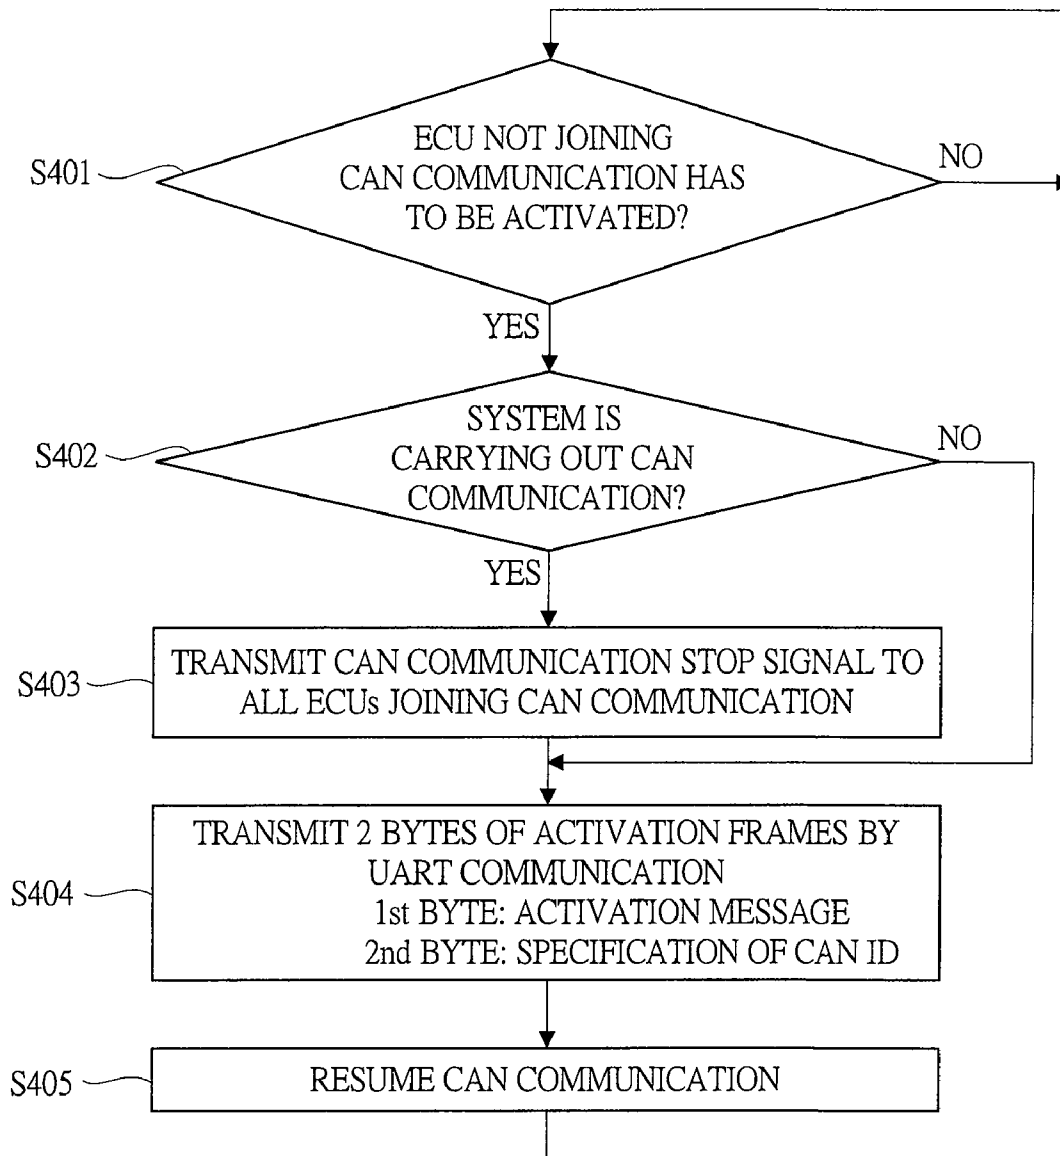 S401
ECU NOT JOINING
CAN COMMUNICATION HAS
TO BE ACTIVATED?
NO
YES
S402
SYSTEM IS
CARRYING OUT CAN
COMMUNICATION?
NO
YES
S403
TRANSMIT CAN COMMUNICATION STOP SIGNAL TO
ALL ECUs JOINING CAN COMMUNICATION
S404
TRANSMIT 2 BYTES OF ACTIVATION FRAMES BY
UART COMMUNICATION
1st BYTE: ACTIVATION MESSAGE
2nd BYTE: SPECIFICATION OF CAN ID
S405
RESUME CAN COMMUNICATION